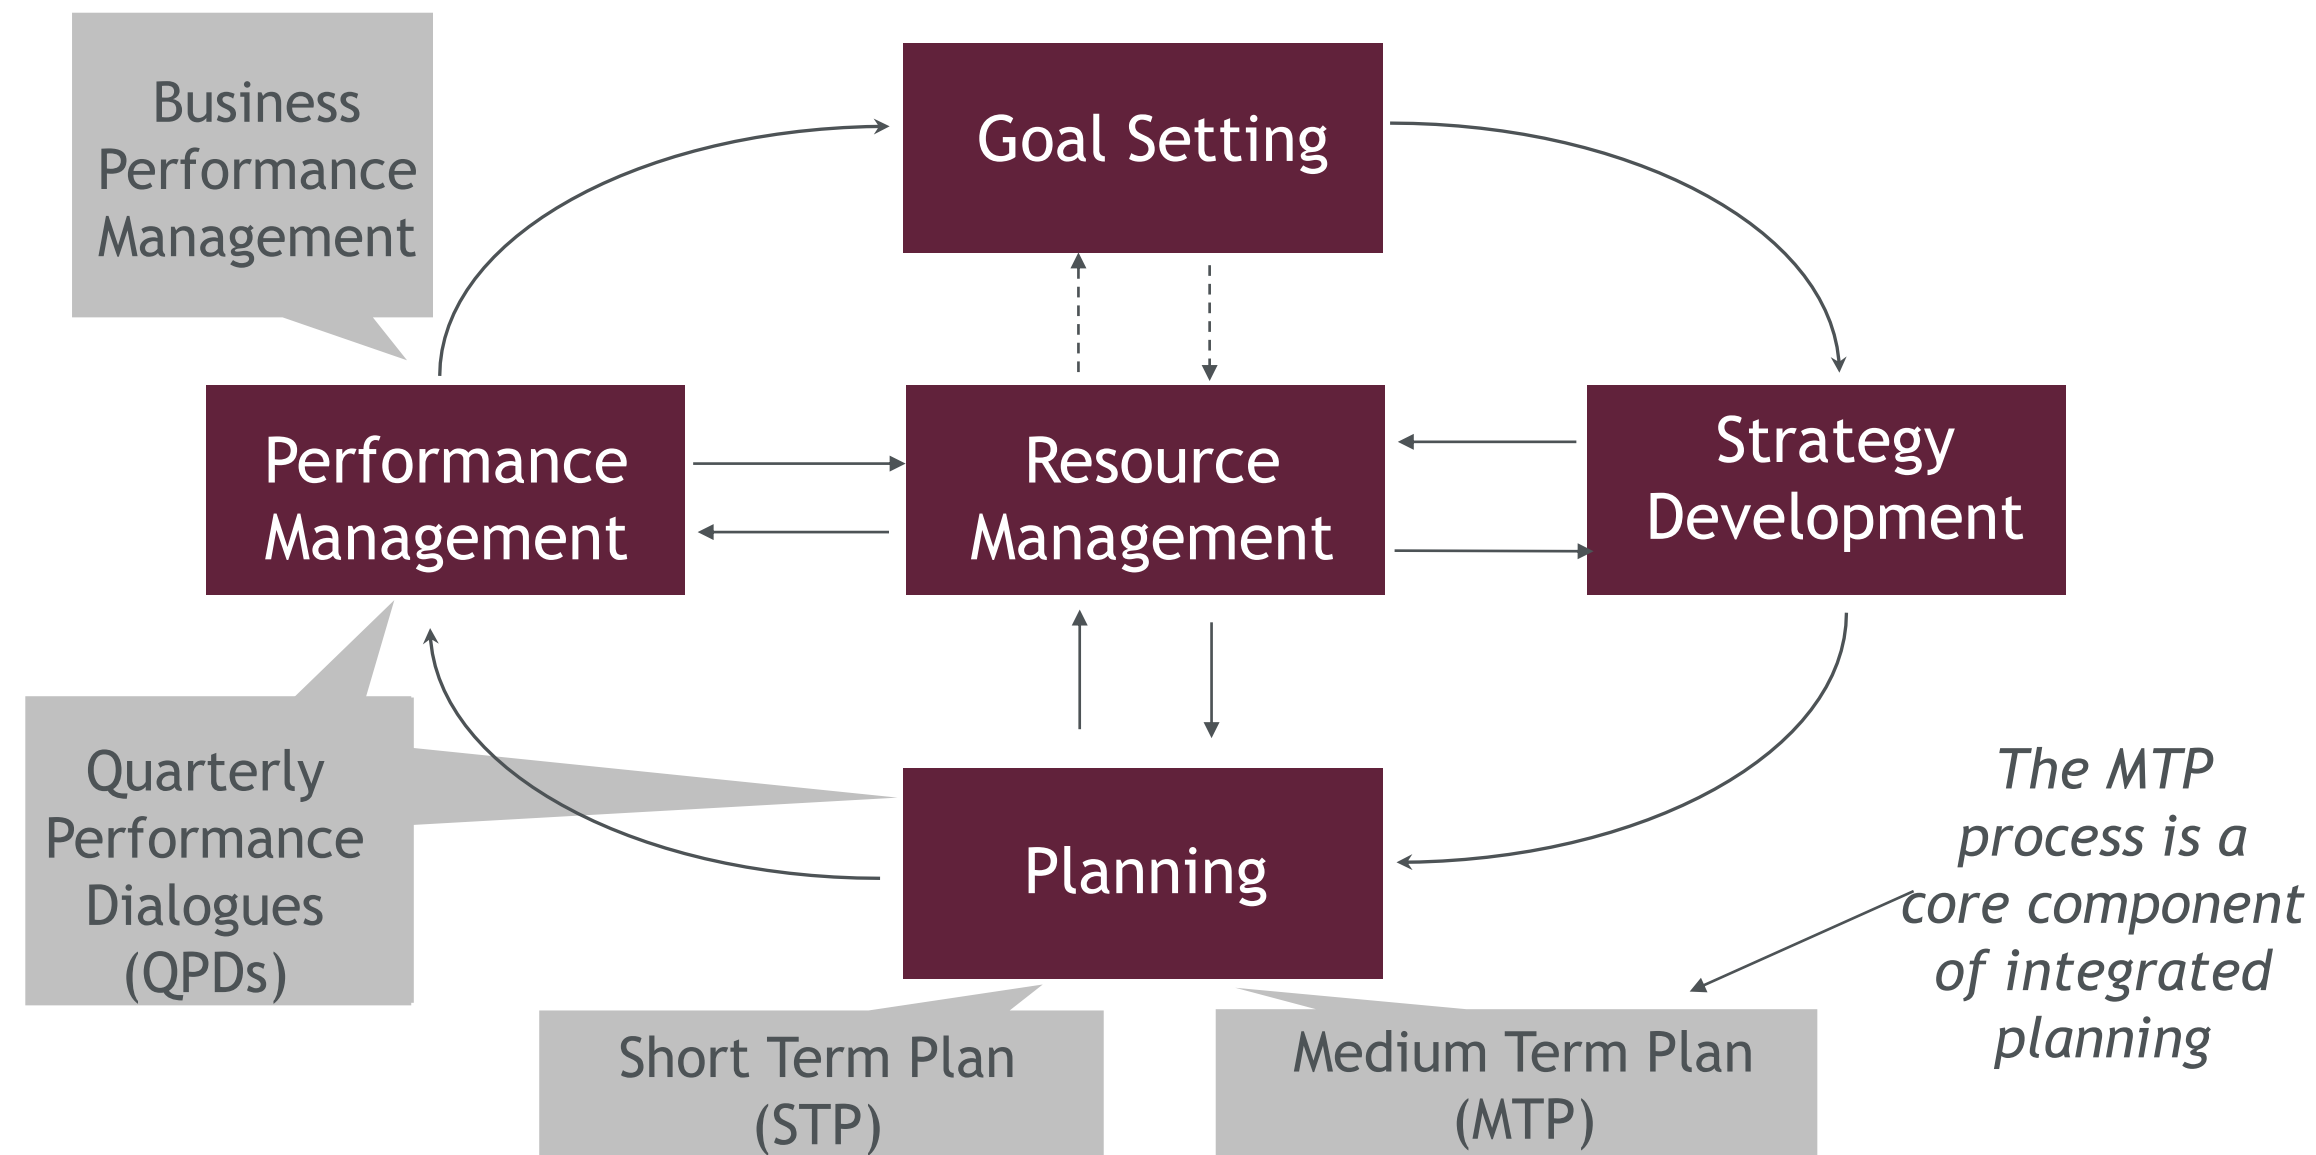 Business
Performance
Management
Goal Setting
Performance
Management
Resource
Management
Strategy
Development
Quarterly
Performance
Dialogues
(QPDs)
Planning
The MTP
process is a
core component
of integrated
planning
Short Term Plan
(STP)
Medium Term Plan
(MTP)